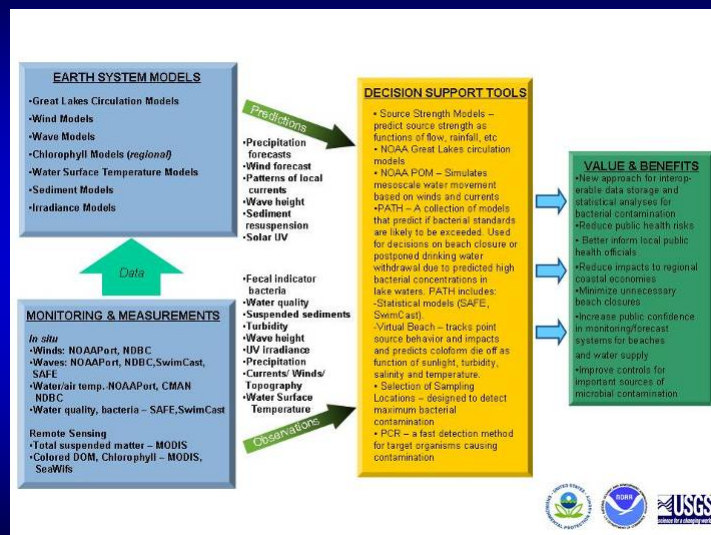 EARTH SYSTEM MODELS
•Great Lakes Circulation Models
•Wind Models
•Wave Models
•Chlorophyll Models (regional)
•Water Surface Temperature Models
•Sediment Models
•Irradiance Models
Data
MONITORING & MEASUREMENTS
In situ
•Winds: NOAAPort, NDBC
•Waves: NOAAPort, NDBC,SwimCast,
SAFE
•Water/air temp.-NOAAPort, CMAN
NDBC
•Water quality, bacteria – SAFE,SwimCast
Remote Sensing
•Total suspended matter – MODIS
•Colored DOM, Chlorophyll – MODIS,
SeaWifs
Predictions
•Precipitation
forecasts
•Wind forecast
•Patterns of local
currents
•Wave height
•Sediment
resuspension
•Solar UV
•Fecal indicator
bacteria
•Water quality
•Suspended sediments
•Turbidity
•Wave height
•UV irradiance
•Precipitation
•Currents/ Winds/
Topography
•Water Surface
Temperature
Observations
DECISION SUPPORT TOOLS
• Source Strength Models –
predict source strength as
functions of flow, rainfall, etc
• NOAA Great Lakes circulation
models
• NOAA POM – Simulates
mesoscale water movement
based on winds and currents
•PATH – A collection of models
that predict if bacterial standards
are likely to be exceeded. Used
for decisions on beach closure or
postponed drinking water
withdrawal due to predicted high
bacterial concentrations in
lake waters. PATH includes:
-Statistical models (SAFE,
SwimCast).
-Virtual Beach – tracks point
source behavior and impacts
and predicts coloform die off as
function of sunlight, turbidity,
salinity and temperature.
• Selection of Sampling
Locations – designed to detect
maximum bacterial
contamination
• PCR – a fast detection method
for target organisms causing
contamination
VALUE & BENEFITS
•New approach for interop-
erable data storage and
statistical analyses for
bacterial contamination
•Reduce public health risks
• Better inform local public
health officials
•Reduce impacts to regional
coastal economies
•Minimize unnecessary
beach closures
•Increase public confidence
in monitoring/forecast
systems for beaches
and water supply
•Improve controls for
important sources of
microbial contamination
NOAA
USGS
science for a changing world